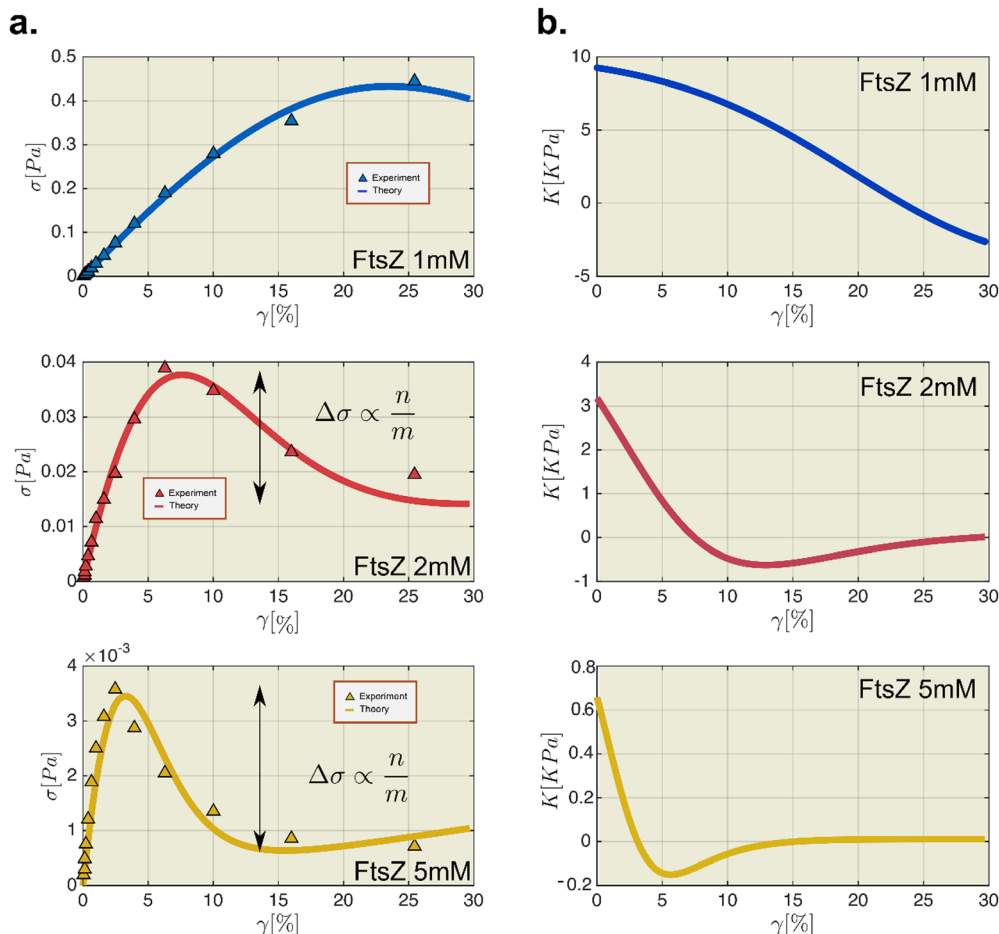 a.
0.5
0.4
0.3
0.2
0.1
0
σ[Pa]
Experiment
Theory
FtsZ 1mM
0 5 10 15 20 25 30
γ[%]
0.04
0.03
0.02
0.01
0
σ[Pa]
Δσ ∝ n/m
Experiment
Theory
FtsZ 2mM
0 5 10 15 20 25 30
γ[%]
4 ×10⁻³
3
2
1
0
σ[Pa]
Experiment
Theory
Δσ ∝ n/m
FtsZ 5mM
0 5 10 15 20 25 30
γ[%]
b.
10
5
0
-5
K[KPa]
FtsZ 1mM
0 5 10 15 20 25 30
γ[%]
4
3
2
1
0
-1
K[KPa]
FtsZ 2mM
0 5 10 15 20 25 30
γ[%]
0.8
0.6
0.4
0.2
0
-0.2
K[KPa]
FtsZ 5mM
0 5 10 15 20 25 30
γ[%]